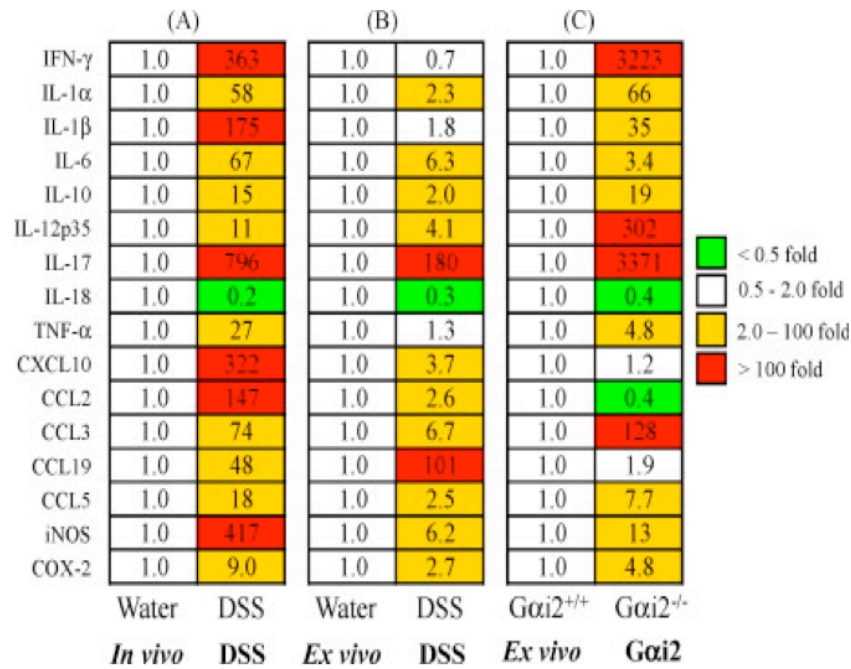 (A) (B) (C)
IFN-γ 1.0 363 1.0 0.7 1.0 3223
IL-1α 1.0 58 1.0 2.3 1.0 66
IL-1β 1.0 175 1.0 1.8 1.0 35
IL-6 1.0 67 1.0 6.3 1.0 3.4
IL-10 1.0 15 1.0 2.0 1.0 19
IL-12p35 1.0 11 1.0 4.1 1.0 302
IL-17 1.0 796 1.0 180 1.0 3371
IL-18 1.0 0.2 1.0 0.3 1.0 0.4
TNF-α 1.0 27 1.0 1.3 1.0 4.8
CXCL10 1.0 322 1.0 3.7 1.0 1.2
CCL2 1.0 147 1.0 2.6 1.0 0.4
CCL3 1.0 74 1.0 6.7 1.0 128
CCL19 1.0 48 1.0 101 1.0 1.9
CCL5 1.0 18 1.0 2.5 1.0 7.7
iNOS 1.0 417 1.0 6.2 1.0 13
COX-2 1.0 9.0 1.0 2.7 1.0 4.8
Water DSS Water DSS Gαi2+/+ Gαi2-/-
In vivo DSS Ex vivo DSS Ex vivo Gαi2
< 0.5 fold
0.5 - 2.0 fold
2.0 – 100 fold
> 100 fold